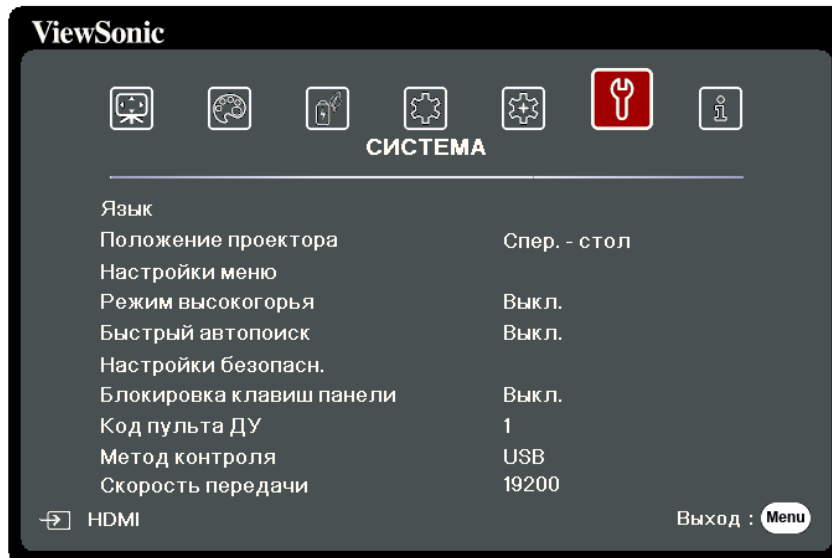 ViewSonic
СИСТЕМА
Язык
Положение проектора Спер. - стол
Настройки меню
Режим высокогорья Выкл.
Быстрый автопоиск Выкл.
Настройки безопасн.
Блокировка клавиш панели Выкл.
Код пульта ДУ 1
Метод контроля USB
Скорость передачи 19200
HDMI Выход : Menu